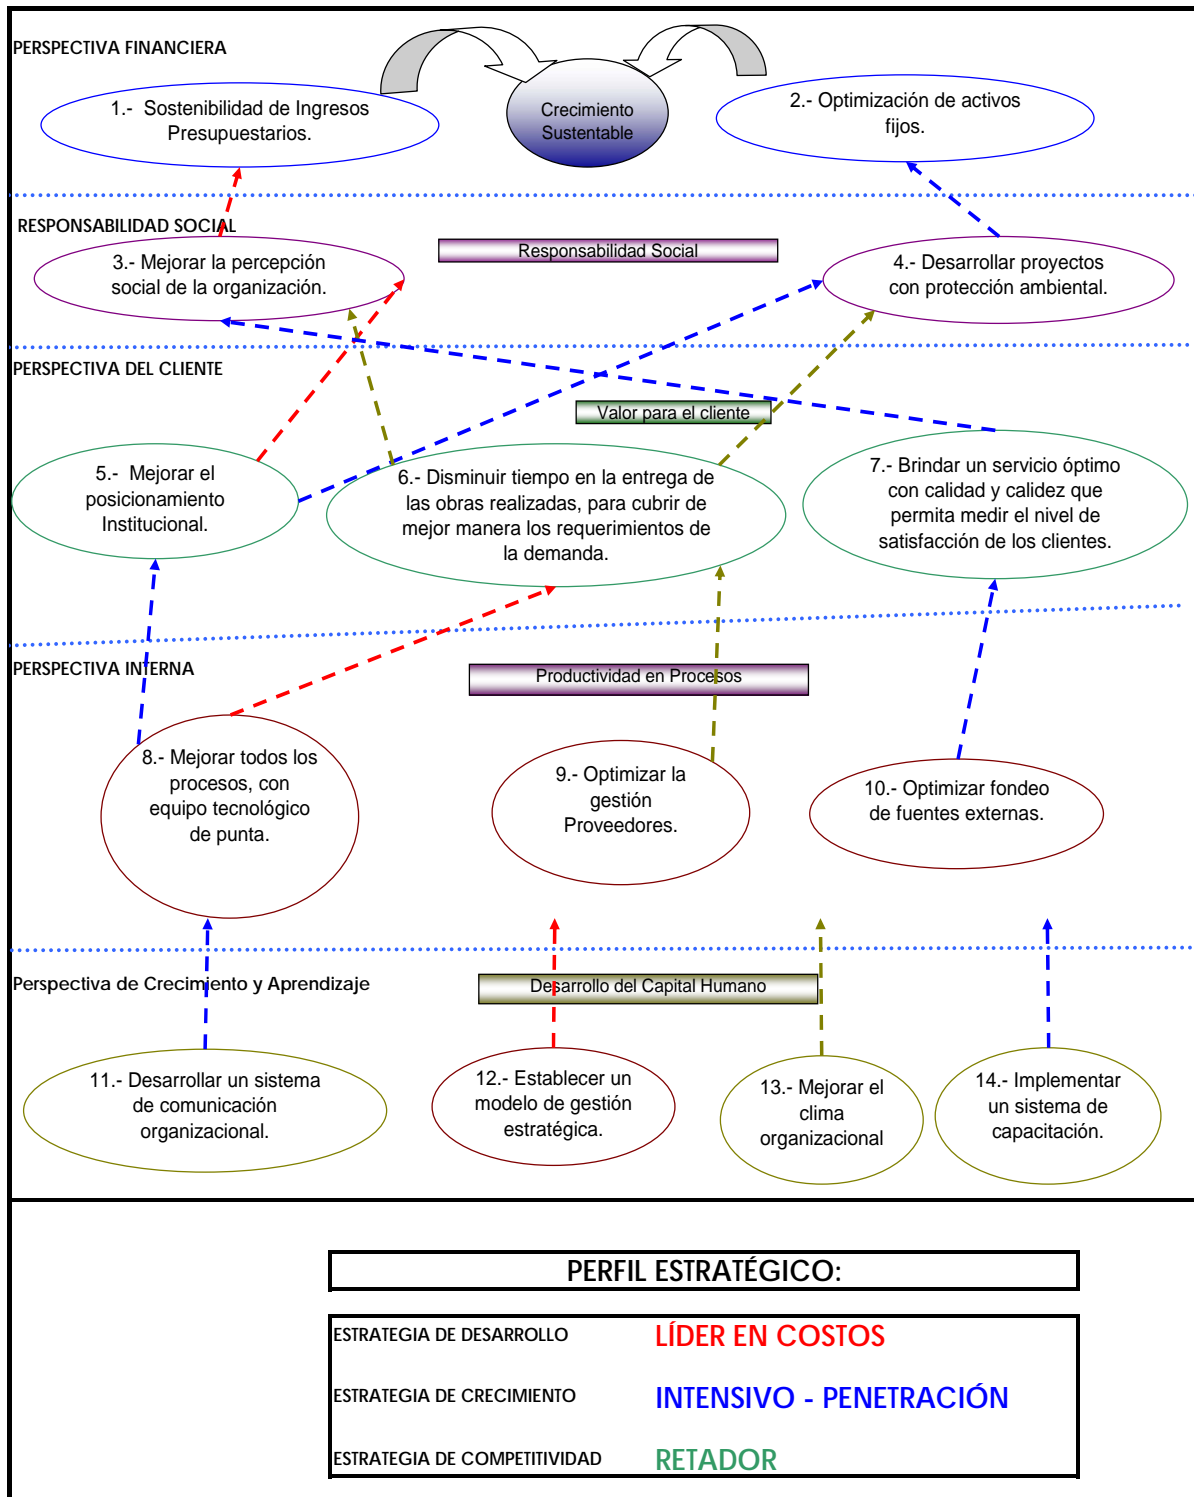 PERSPECTIVA FINANCIERA
1.- Sostenibilidad de Ingresos
Presupuestarios.
Crecimiento
Sustentable
2.- Optimización de activos
fijos.
RESPONSABILIDAD SOCIAL
Responsabilidad Social
3.- Mejorar la percepción
social de la organización.
4.- Desarrollar proyectos
con protección ambiental.
PERSPECTIVA DEL CLIENTE
Valor para el cliente
5.- Mejorar el
posicionamiento
Institucional.
6.- Disminuir tiempo en la entrega de
las obras realizadas, para cubrir de
mejor manera los requerimientos de
la demanda.
7.- Brindar un servicio óptimo
con calidad y calidez que
permita medir el nivel de
satisfacción de los clientes.
PERSPECTIVA INTERNA
Productividad en Procesos
8.- Mejorar todos los
procesos, con
equipo tecnológico
de punta.
9.- Optimizar la
gestión
Proveedores.
10.- Optimizar fondeo
de fuentes externas.
Perspectiva de Crecimiento y Aprendizaje
Desarrollo del Capital Humano
11.- Desarrollar un sistema
de comunicación
organizacional.
12.- Establecer un
modelo de gestión
estratégica.
13.- Mejorar el
clima
organizacional
14.- Implementar
un sistema de
capacitación.
PERFIL ESTRATÉGICO:
ESTRATEGIA DE DESARROLLO LÍDER EN COSTOS
ESTRATEGIA DE CRECIMIENTO INTENSIVO - PENETRACIÓN
ESTRATEGIA DE COMPETITIVIDAD RETADOR